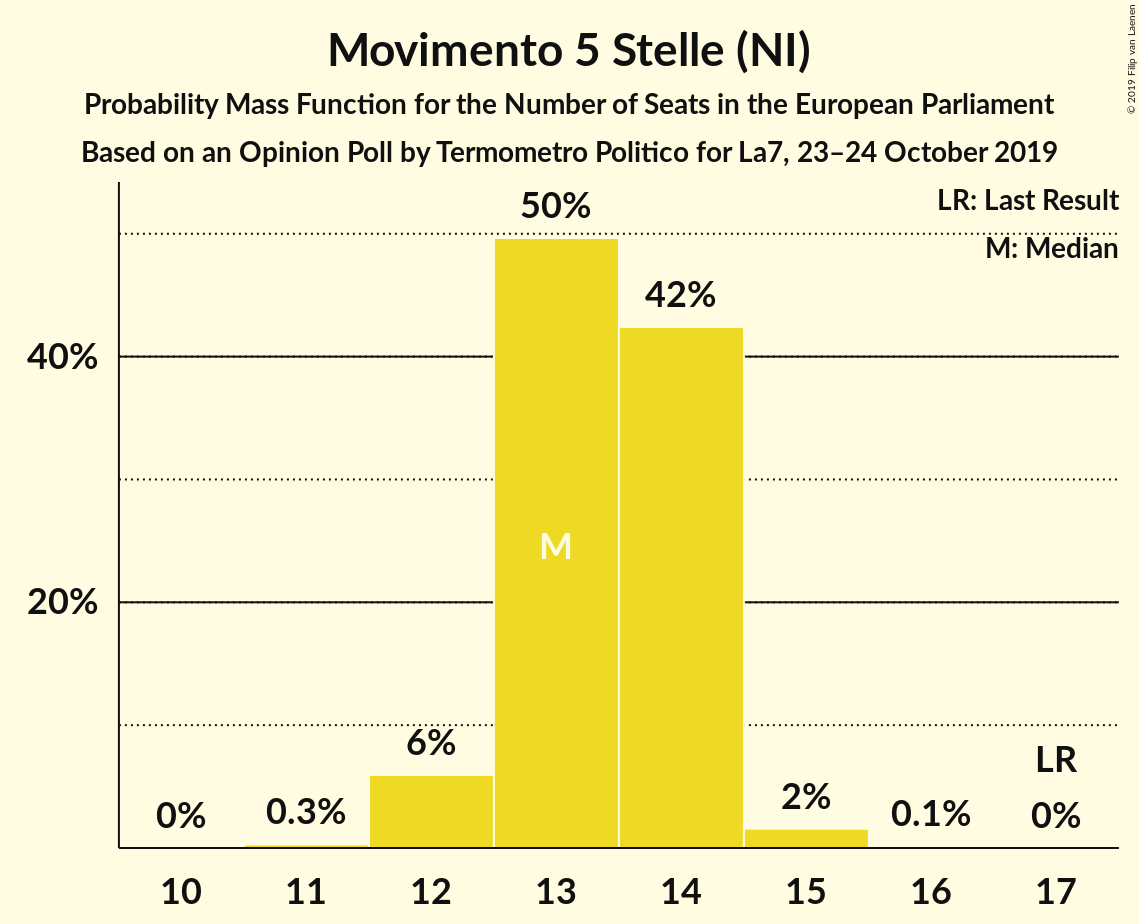 Movimento 5 Stelle (NI)
Probability Mass Function for the Number of Seats in the European Parliament
Based on an Opinion Poll by Termometro Politico for La7, 23–24 October 2019
© 2019 Filip van Laenen
LR: Last Result
M: Median
50%
42%
40%
M
20%
6%
LR
0%
0.3%
2%
0.1%
0%
10 11 12 13 14 15 16 17